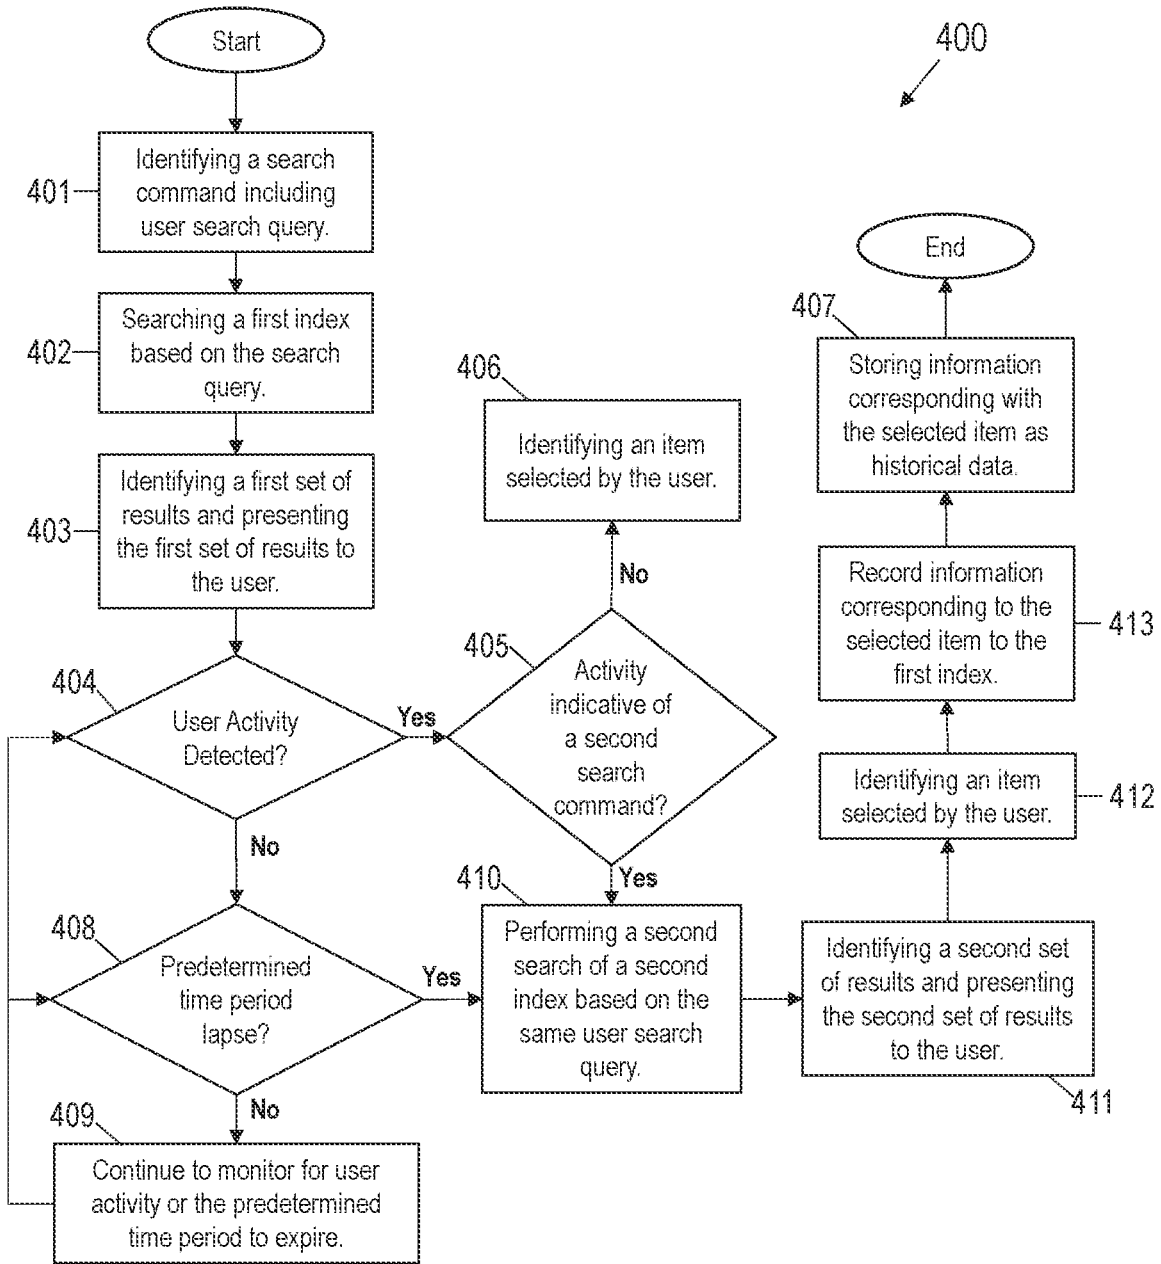 Start
400
401
Identifying a search
command including
user search query.
402
Searching a first index
based on the search
query.
403
Identifying a first set of
results and presenting
the first set of results to
the user.
404
User Activity
Detected?
Yes
No
405
Activity
indicative of
a second
search
command?
No
Yes
406
Identifying an item
selected by the user.
408
Predetermined
time period
lapse?
Yes
No
409
Continue to monitor for user
activity or the predetermined
time period to expire.
410
Performing a second
search of a second
index based on the
same user search
query.
411
Identifying a second set
of results and presenting
the second set of results
to the user.
412
Identifying an item
selected by the user.
413
Record information
corresponding to the
selected item to the
first index.
407
Storing information
corresponding with
the selected item as
historical data.
End